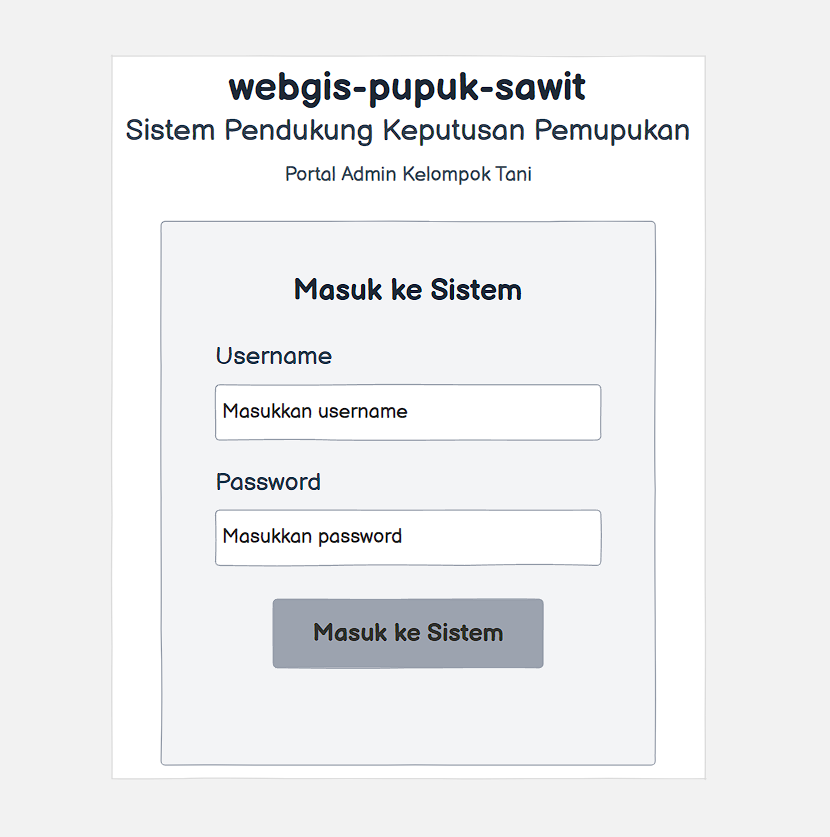 webgis-pupuk-sawit
Sistem Pendukung Keputusan Pemupukan
Portal Admin Kelompok Tani
Masuk ke Sistem
Username
Masukkan username
Password
Masukkan password
Masuk ke Sistem